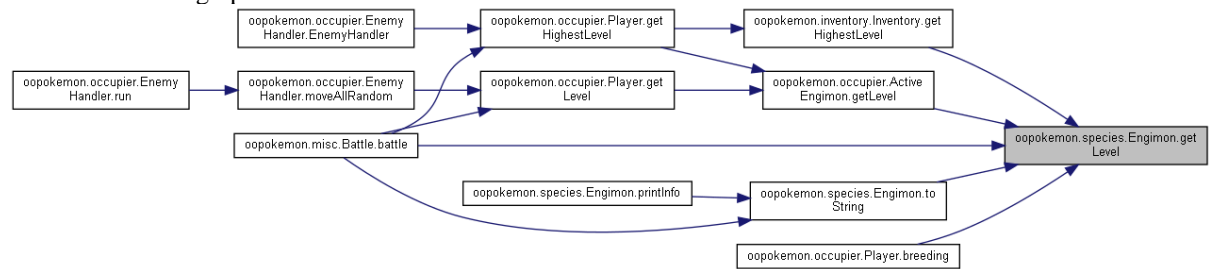 oopokemon.occupier.Enemy
Handler.EnemyHandler
oopokemon.occupier.Player.get
HighestLevel
oopokemon.inventory.Inventory.get
HighestLevel
oopokemon.occupier.Enemy
Handler.run
oopokemon.occupier.Enemy
Handler.moveAllRandom
oopokemon.occupier.Player.get
Level
oopokemon.occupier.Active
Engimon.getLevel
oopokemon.misc.Battle.battle
oopokemon.species.Engimon.get
Level
oopokemon.species.Engimon.printInfo
oopokemon.species.Engimon.to
String
oopokemon.occupier.Player.breeding